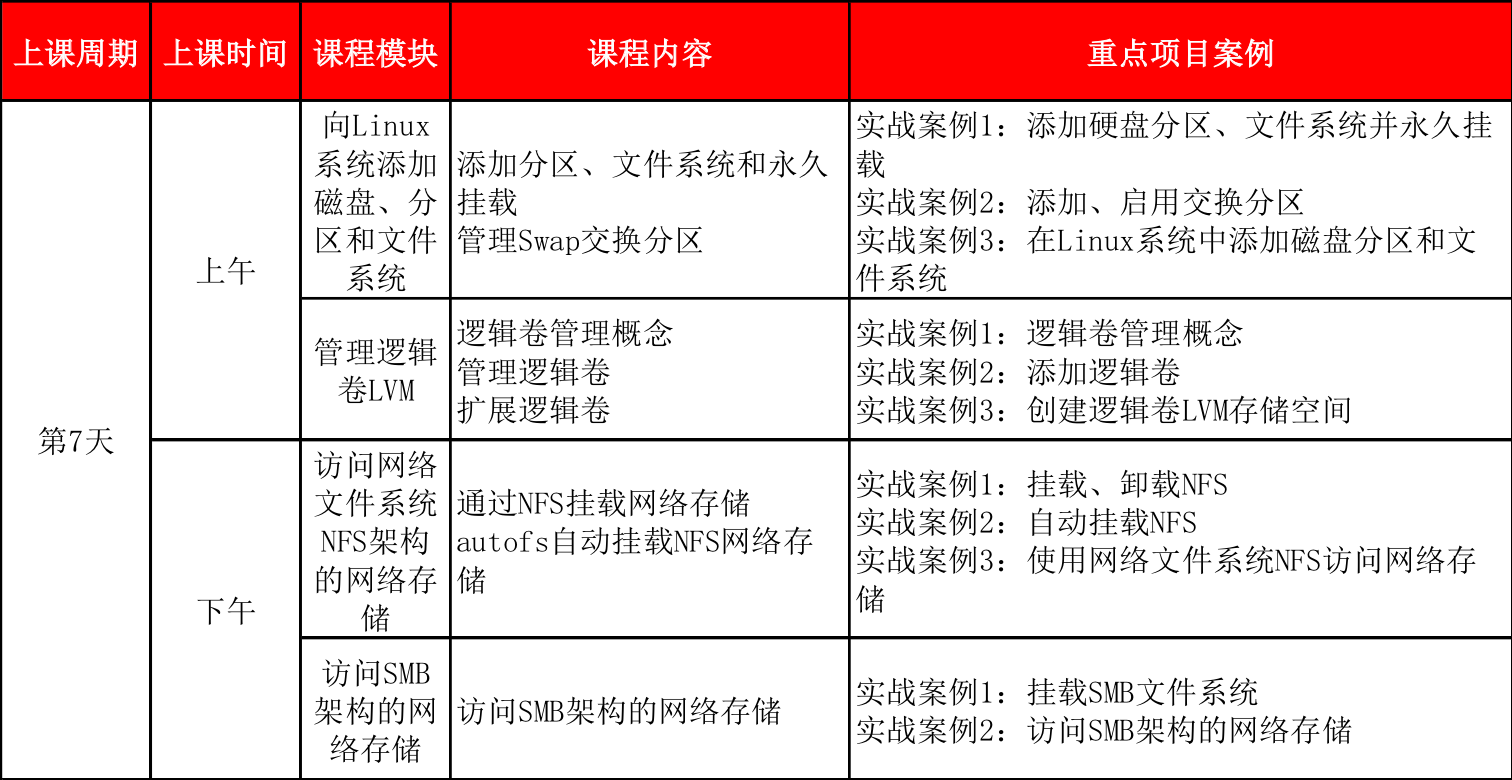 上课周期
上课时间
课程模块
课程内容
重点项目案例
第7天
上午
向Linux
系统添加
磁盘、分
区和文件
系统
添加分区、文件系统和永久
挂载
管理Swap交换分区
实战案例1：添加硬盘分区、文件系统并永久挂
载
实战案例2：添加、启用交换分区
实战案例3：在Linux系统中添加磁盘分区和文
件系统
管理逻辑
卷LVM
逻辑卷管理概念
管理逻辑卷
扩展逻辑卷
实战案例1：逻辑卷管理概念
实战案例2：添加逻辑卷
实战案例3：创建逻辑卷LVM存储空间
下午
访问网络
文件系统
NFS架构
的网络存
储
通过NFS挂载网络存储
autofs自动挂载NFS网络存
储
实战案例1：挂载、卸载NFS
实战案例2：自动挂载NFS
实战案例3：使用网络文件系统NFS访问网络存
储
访问SMB
架构的网
络存储
访问SMB架构的网络存储
实战案例1：挂载SMB文件系统
实战案例2：访问SMB架构的网络存储